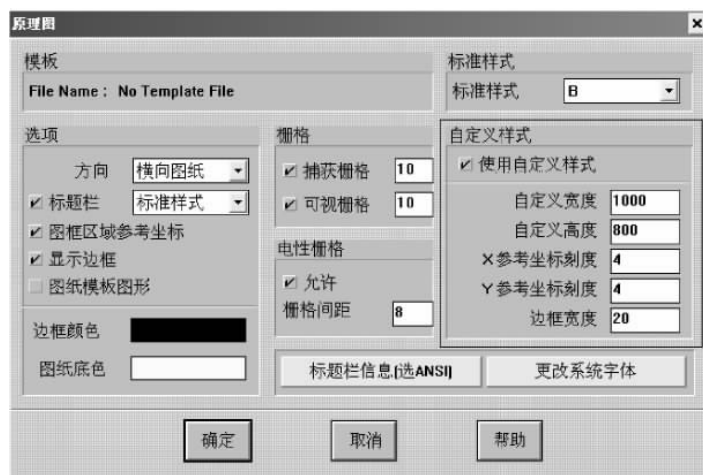 原理图
模板
File Name : No Template File
标准样式
标准样式 B
选项
方向 横向图纸
标题栏 标准样式
图框区域参考坐标
显示边框
图纸模板图形
边框颜色
图纸底色
栅格
捕获栅格 10
可视栅格 10
电性栅格
允许
栅格间距 8
自定义样式
使用自定义样式
自定义宽度 1000
自定义高度 800
X参考坐标刻度 4
Y参考坐标刻度 4
边框宽度 20
标题栏信息[选ANSI] 更改系统字体
确定 取消 帮助